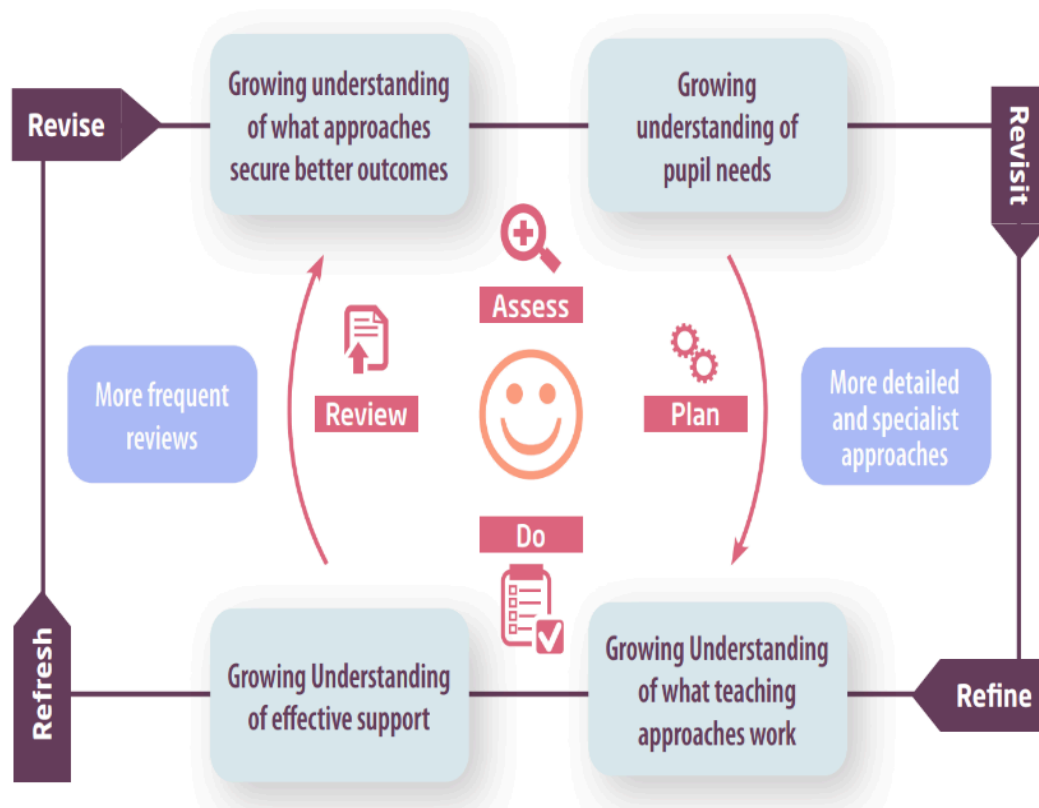 Revise
Growing understanding
of what approaches
secure better outcomes
Growing
understanding of
pupil needs
Revisit
Assess
More frequent
reviews
Review
Plan
More detailed
and specialist
approaches
Do
Refresh
Growing Understanding
of effective support
Growing Understanding
of what teaching
approaches work
Refine